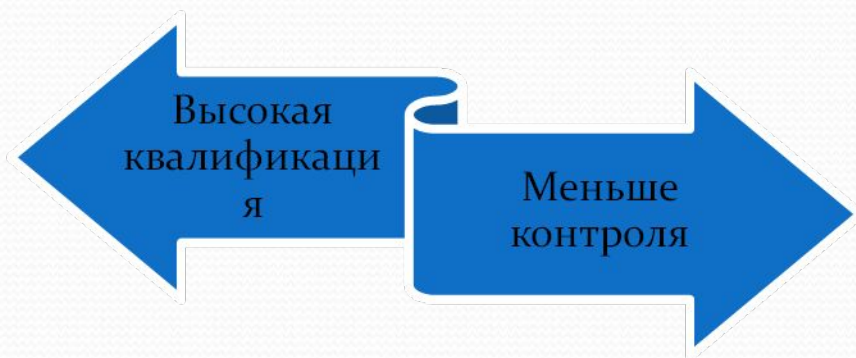 Высокая
квалификаци
я
Меньше
контроля